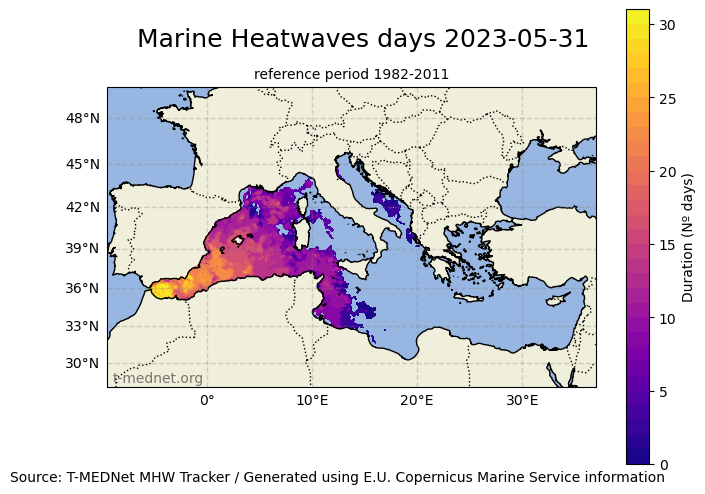 Marine Heatwaves days 2023-05-31
reference period 1982-2011
48°N
45°N
42°N
39°N
36°N
33°N
30°N
t-mednet.org
0°
10°E
20°E
30°E
30
25
20
15
10
5
0
Duration (Nº days)
Source: T-MEDNet MHW Tracker / Generated using E.U. Copernicus Marine Service information